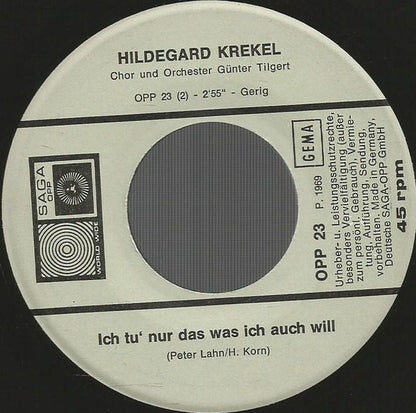 HILDEGARD KREKEL
Chor und Orchester Günter Tilgert
OPP 23 (2) - 2'55" - Gerig
SAGA
OPP
WORLD WIDE
GEMA
OPP 23 P. 1969
Urheber- u. Leistungsschutzrechte,
besonders Vervielfältigung (außer
zum persönl. Gebrauch), Vermie-
tung, Aufführung, Sendung,
vorbehalten. Made in Germany,
Deutsche SAGA-OPP GmbH
45 rpm
Ich tu' nur das was ich auch will
(Peter Lahn/H. Korn)